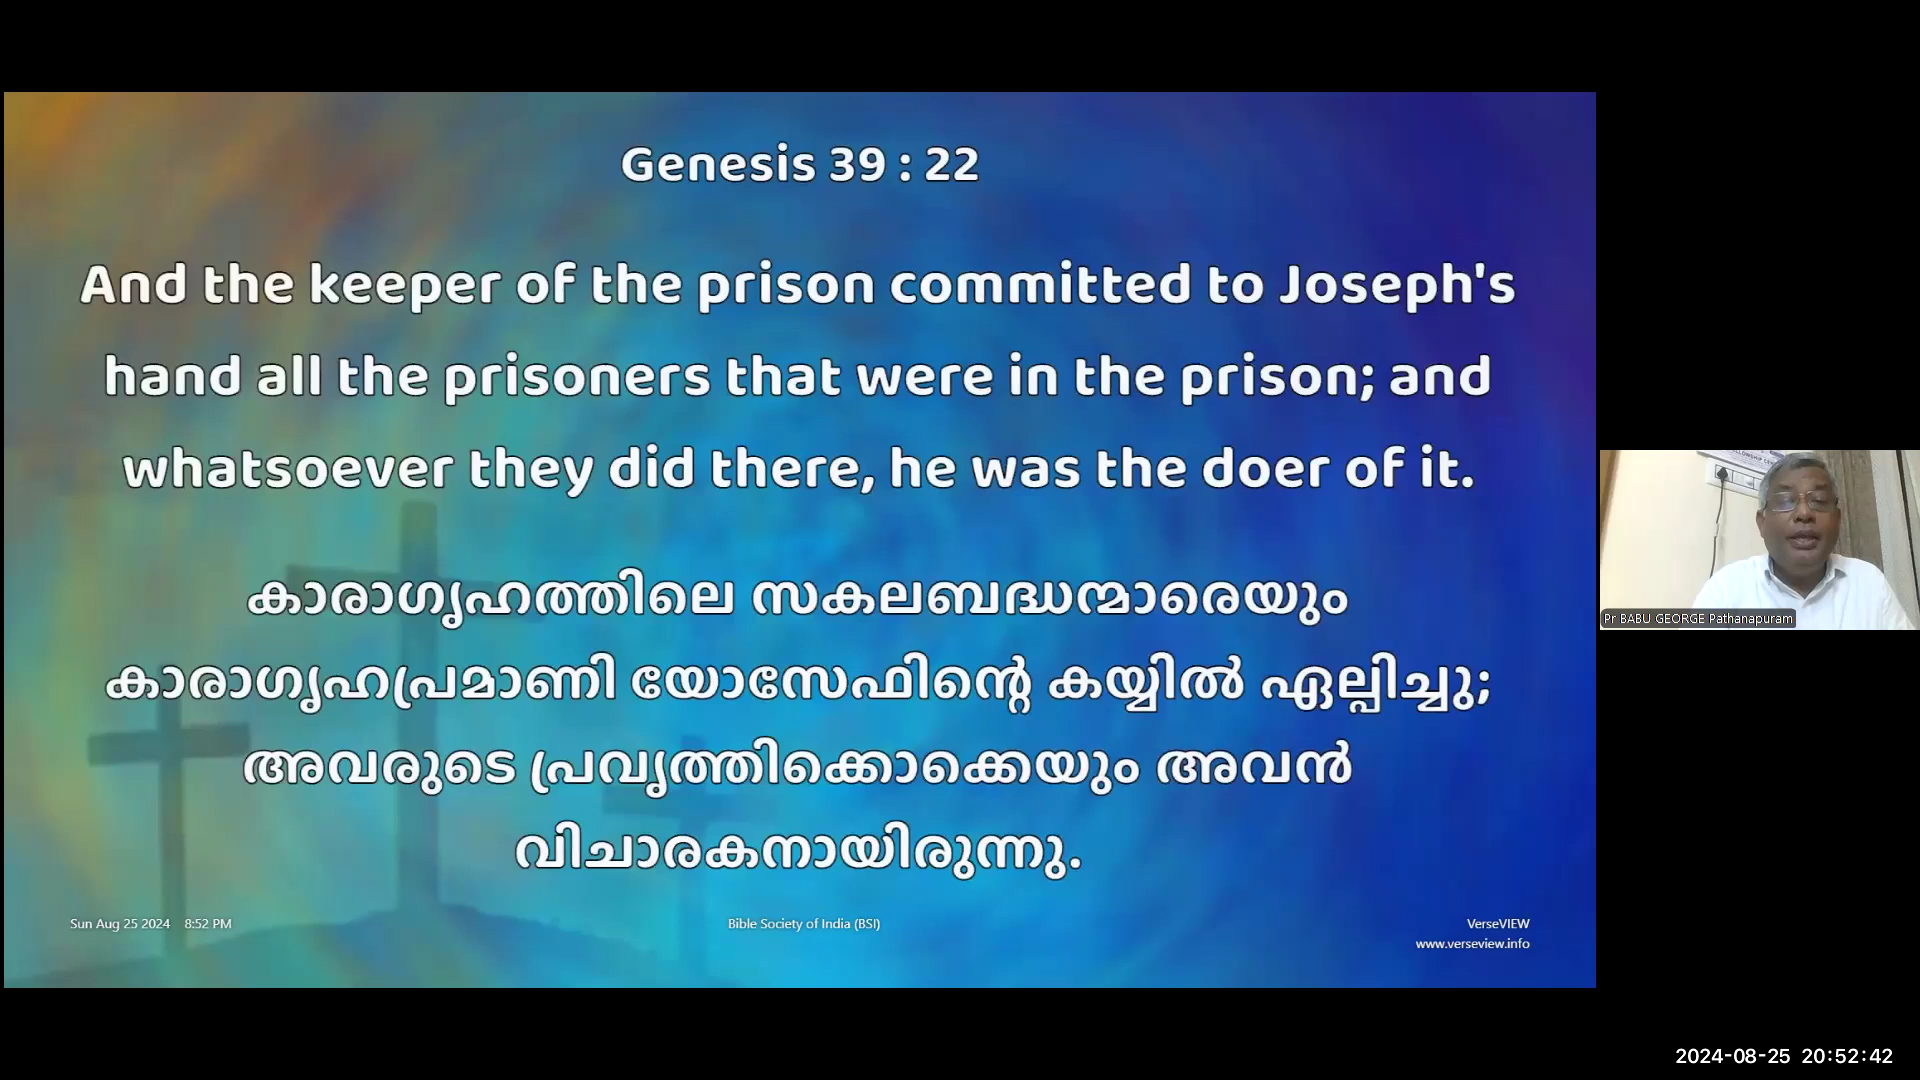 Genesis 39 : 22
And the keeper of the prison committed to Joseph's
hand all the prisoners that were in the prison; and
whatsoever they did there, he was the doer of it.
കാരാഗൃഹത്തിലെ സകലബദ്ധന്മാരെയും
കാരാഗൃഹപ്രമാണി യോസേഫിന്റെ കയ്യിൽ ഏല്പിച്ചു;
അവരുടെ പ്രവൃത്തിക്കൊക്കെയും അവൻ
വിചാരകനായിരുന്നു.
Sun Aug 25 2024 8:52 PM
Bible Society of India (BSI)
VerseVIEW
www.verseview.info
Pr BABU GEORGE Pathanapuram
2024-08-25 20:52:42